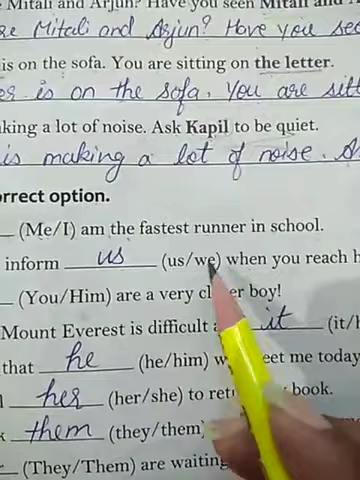 Mitali and Arjun? Have you seen Mitali and
re Mitali and Arjun? Have you see
is on the sofa. You are sitting on the letter.
er is on the sofa. You are sitt
aking a lot of noise. Ask Kapil to be quiet.
is making a lot of noise.
orrect option.
(Me/I) am the fastest runner in school.
inform us (us/we) when you reach h
(You/Him) are a very clever boy!
Mount Everest is difficult it (it/h
that he (he/him) eet me today
her (her/she) to ret book.
them (they/them)
(They/Them) are waiting